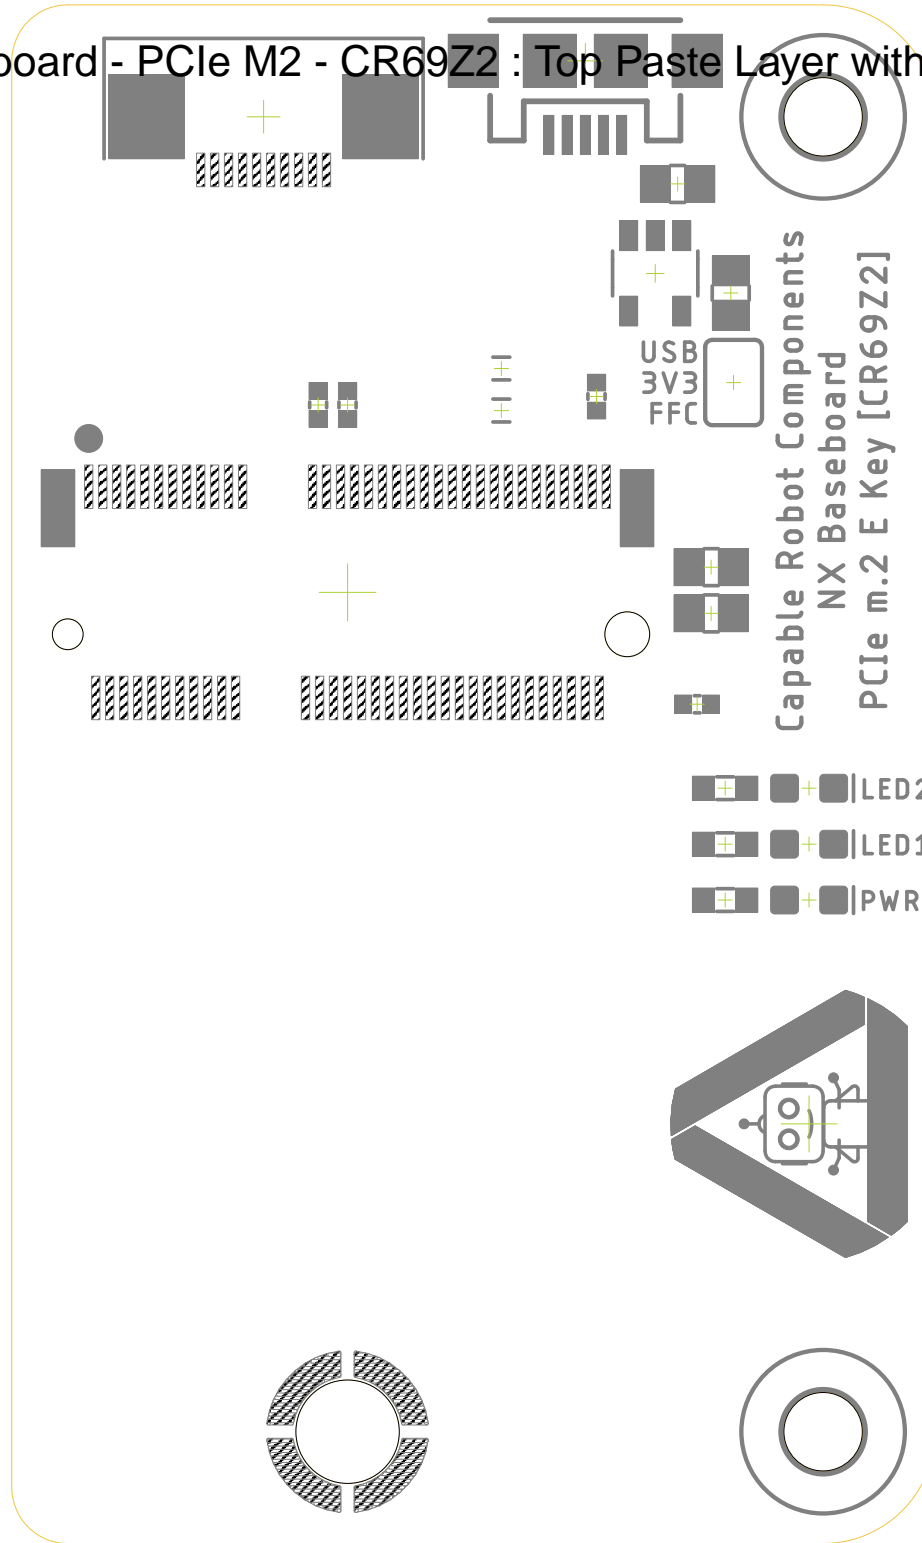 board - PCIe M2 - CR69Z2 : Top Paste Layer with
USB
3V3
FFC
Capable Robot Components
NX Baseboard
PCIe m.2 E Key [CR69Z2]
LED2
LED1
PWR